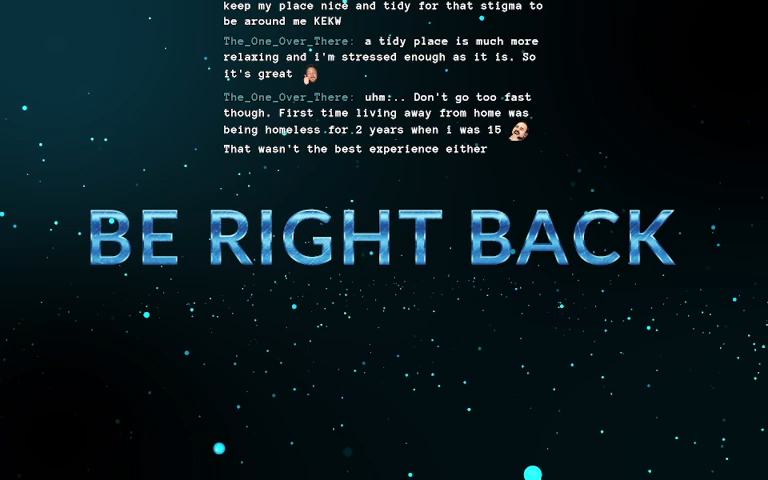 keep my place nice and tidy for that stigma to
be around me KEKW
The_One_Over_There: a tidy place is much more
relaxing and i'm stressed enough as it is. So
it's great
The_One_Over_There: uhm... Don't go too fast
though. First time living away from home was
being homeless for 2 years when i was 15
That wasn't the best experience either
BE RIGHT BACK